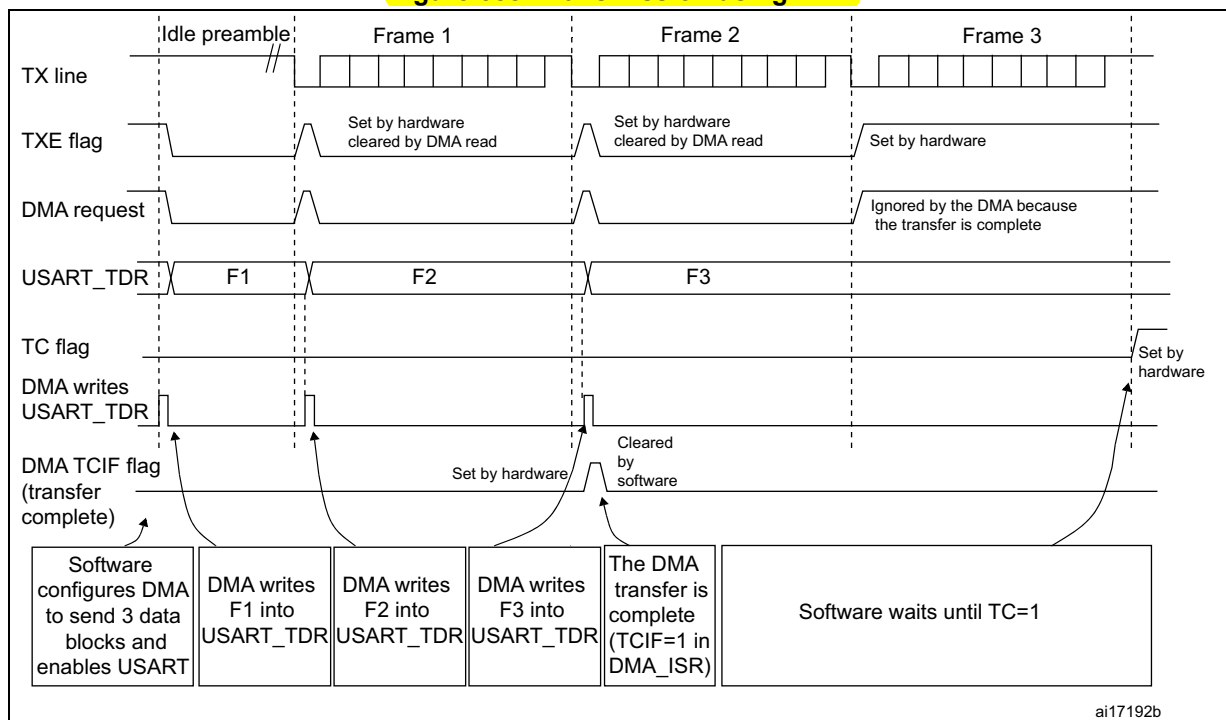 Idle preamble
Frame 1
Frame 2
Frame 3
TX line
TXE flag
Set by hardware
cleared by DMA read
Set by hardware
cleared by DMA read
Set by hardware
DMA request
Ignored by the DMA because
the transfer is complete
USART_TDR
F1
F2
F3
TC flag
Set by
hardware
DMA writes
USART_TDR
DMA TCIF flag
(transfer
complete)
Set by hardware
Cleared
by
software
Software
configures DMA
to send 3 data
blocks and
enables USART
DMA writes
F1 into
USART_TDR
DMA writes
F2 into
USART_TDR
DMA writes
F3 into
USART_TDR
The DMA
transfer is
complete
(TCIF=1 in
DMA_ISR)
Software waits until TC=1
ai17192b